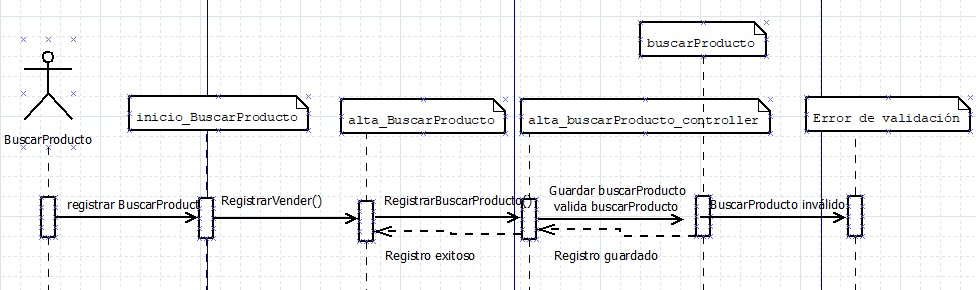 buscarProducto
inicio_BuscarProducto
alta_BuscarProducto
alta_buscarProducto_controller
Error de validación
BuscarProducto
registrar BuscarProduct
RegistrarVender()
RegistrarBuscarProducto()
Guardar buscarProducto
valida buscarProducto
BuscarProducto inválido
Registro exitoso
Registro guardado